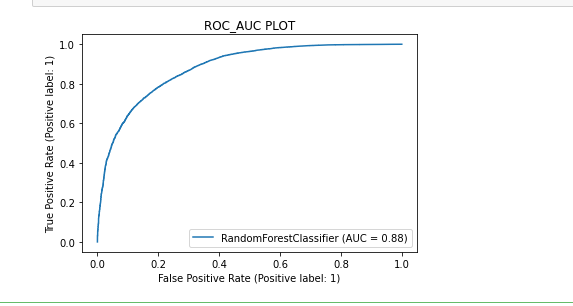 ROC_AUC PLOT
True Positive Rate (Positive label: 1)
1.0
0.8
0.6
0.4
0.2
0.0
RandomForestClassifier (AUC = 0.88)
0.0 0.2 0.4 0.6 0.8 1.0
False Positive Rate (Positive label: 1)